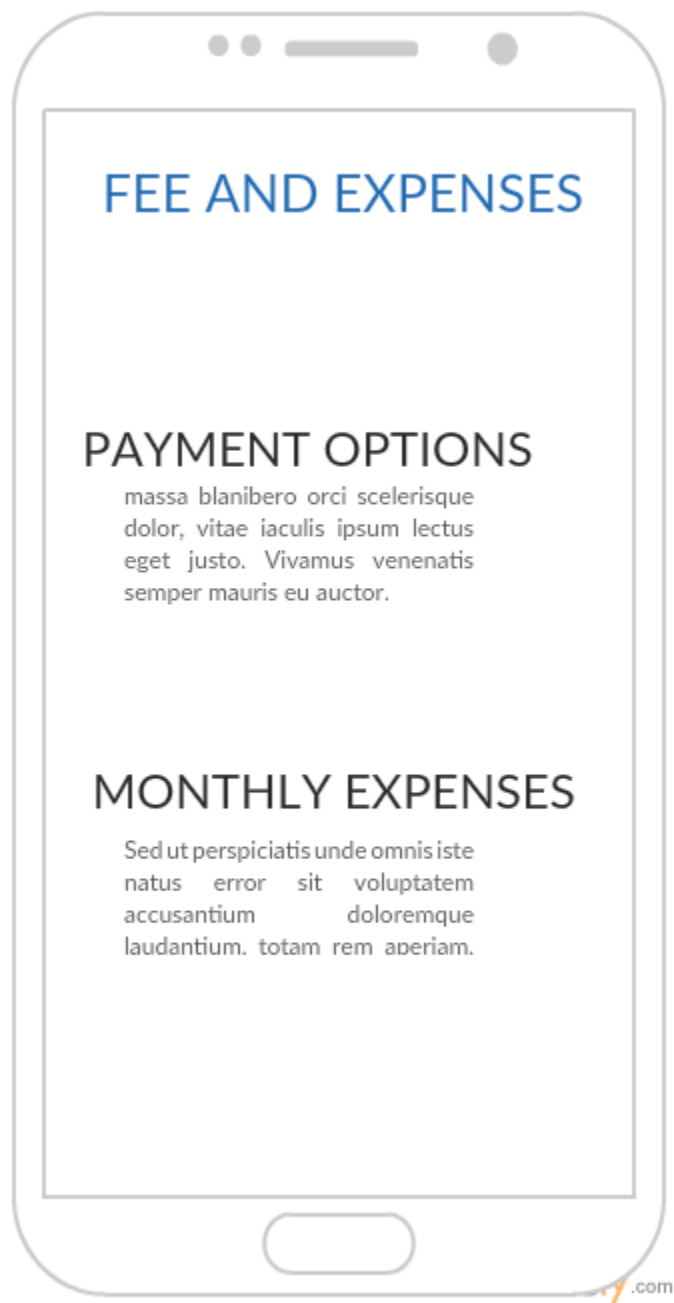 FEE AND EXPENSES
PAYMENT OPTIONS
massa blanibero orci scelerisque
dolor, vitae iaculis ipsum lectus
eget justo. Vivamus venenatis
semper mauris eu auctor.
MONTHLY EXPENSES
Sed ut perspiciatis unde omnis iste
natus error sit voluptatem
accusantium doloremque
laudantium, totam rem aperiam,
.com